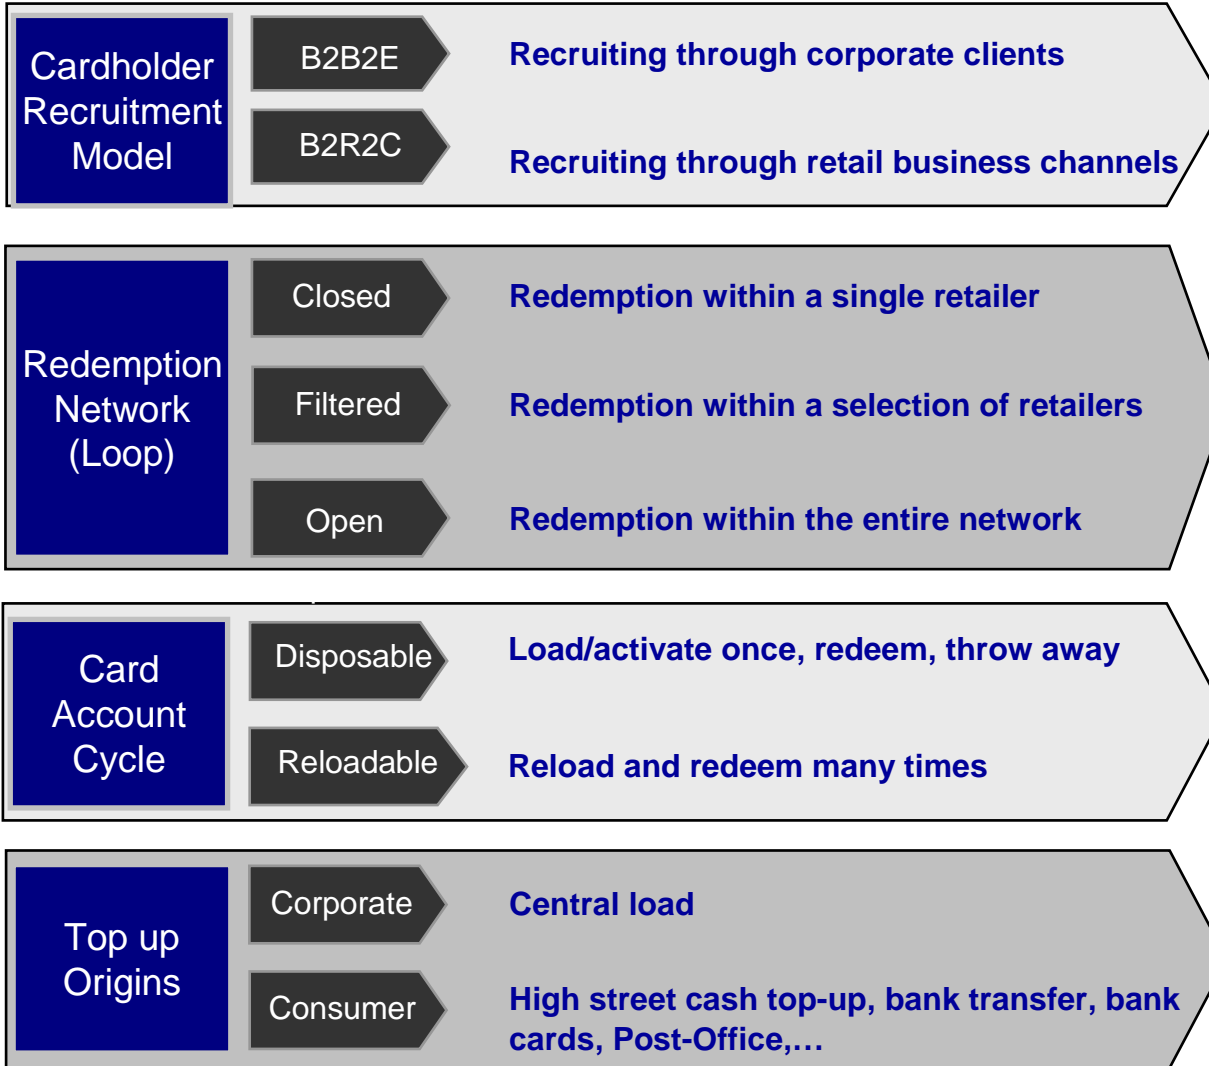 Cardholder
Recruitment
Model
B2B2E
Recruiting through corporate clients
B2R2C
Recruiting through retail business channels
Redemption
Network
(Loop)
Closed
Redemption within a single retailer
Filtered
Redemption within a selection of retailers
Open
Redemption within the entire network
Card
Account
Cycle
Disposable
Load/activate once, redeem, throw away
Reloadable
Reload and redeem many times
Top up
Origins
Corporate
Central load
Consumer
High street cash top-up, bank transfer, bank
cards, Post-Office,…